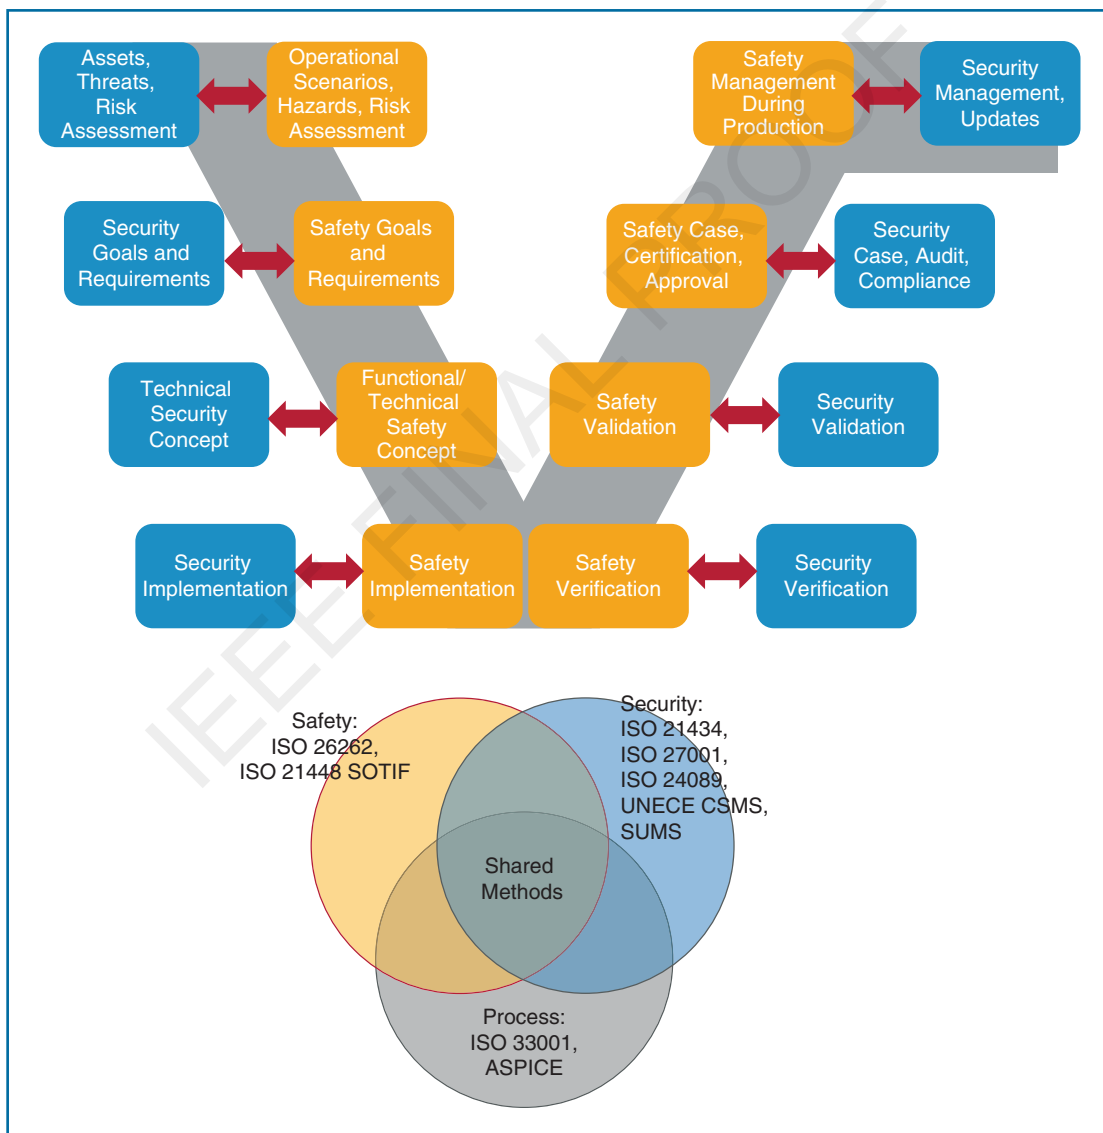 Assets,
Threats,
Risk
Assessment
Operational
Scenarios,
Hazards, Risk
Assessment
Safety
Management
During
Production
Security
Management,
Updates
Security
Goals and
Requirements
Safety Goals
and
Requirements
Safety Case,
Certification,
Approval
Security
Case, Audit,
Compliance
Technical
Security
Concept
Functional/
Technical
Safety
Concept
Safety
Validation
Security
Validation
Security
Implementation
Safety
Implementation
Safety
Verification
Security
Verification
IEEE FINAL PROOF
Safety:
ISO 26262,
ISO 21448 SOTIF
Security:
ISO 21434,
ISO 27001,
ISO 24089,
UNECE CSMS,
SUMS
Shared
Methods
Process:
ISO 33001,
ASPICE